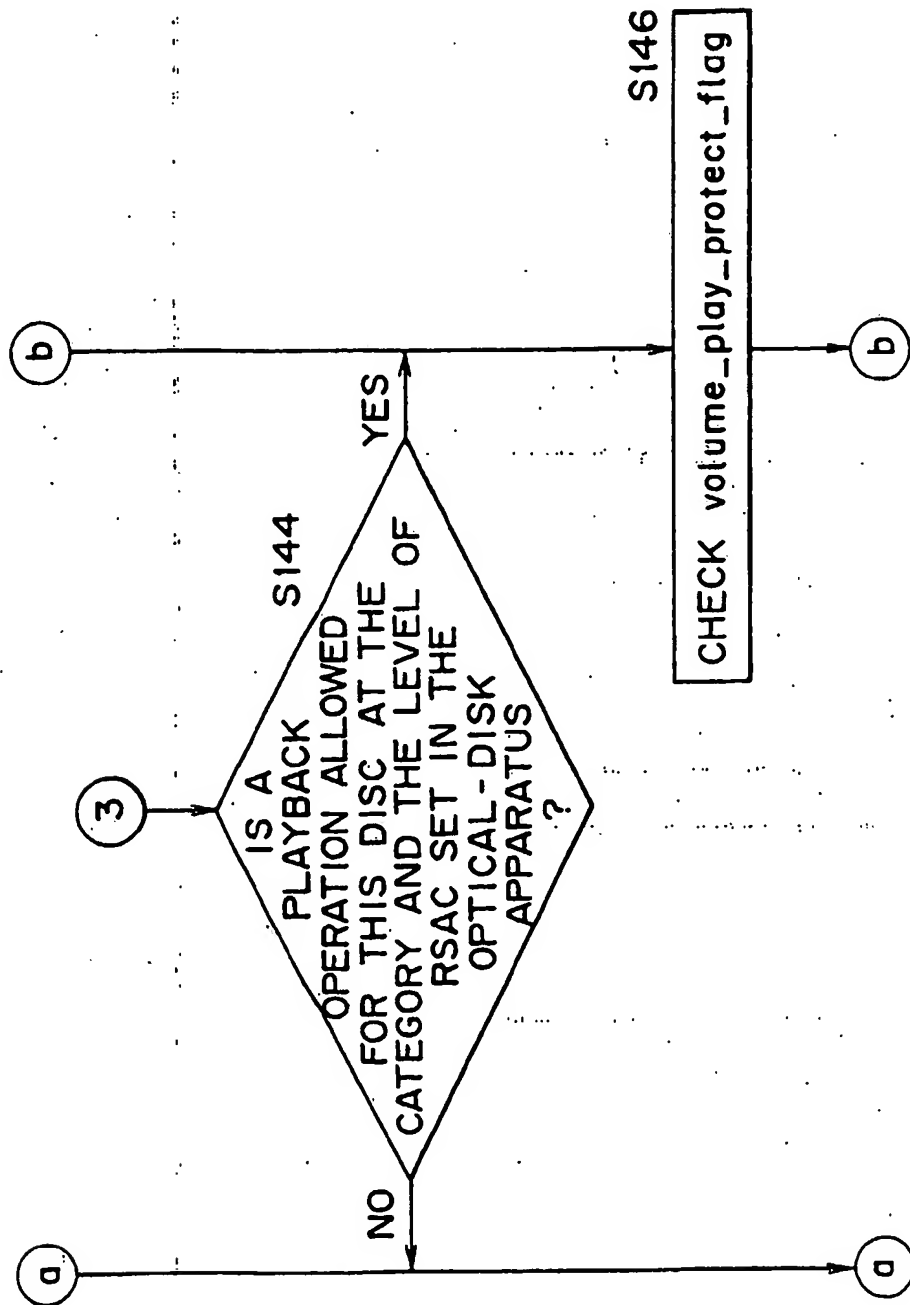 a
3
b
S144
IS A
PLAYBACK
OPERATION ALLOWED
FOR THIS DISC AT THE
CATEGORY AND THE LEVEL OF
RSAC SET IN THE
OPTICAL-DISK
APPARATUS
?
NO
YES
S146
CHECK volume_play_protect_flag
a
b